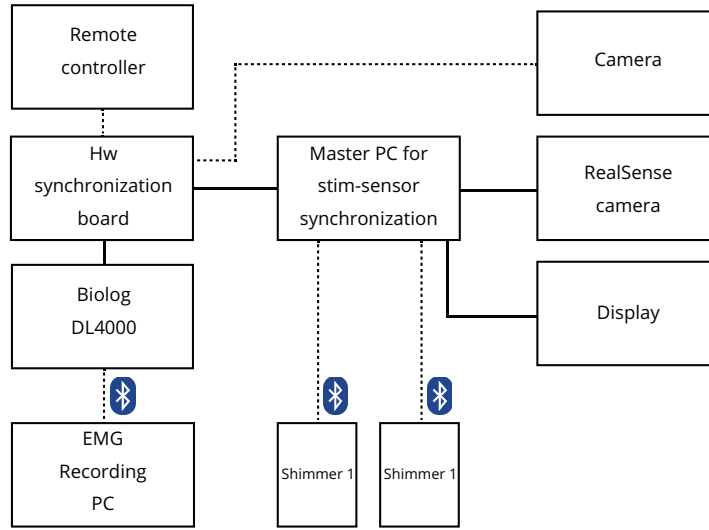 Remote
controller
Camera
Hw
synchronization
board
Master PC for
stim-sensor
synchronization
RealSense
camera
Biolog
DL4000
Display
EMG
Recording
PC
Shimmer 1
Shimmer 1